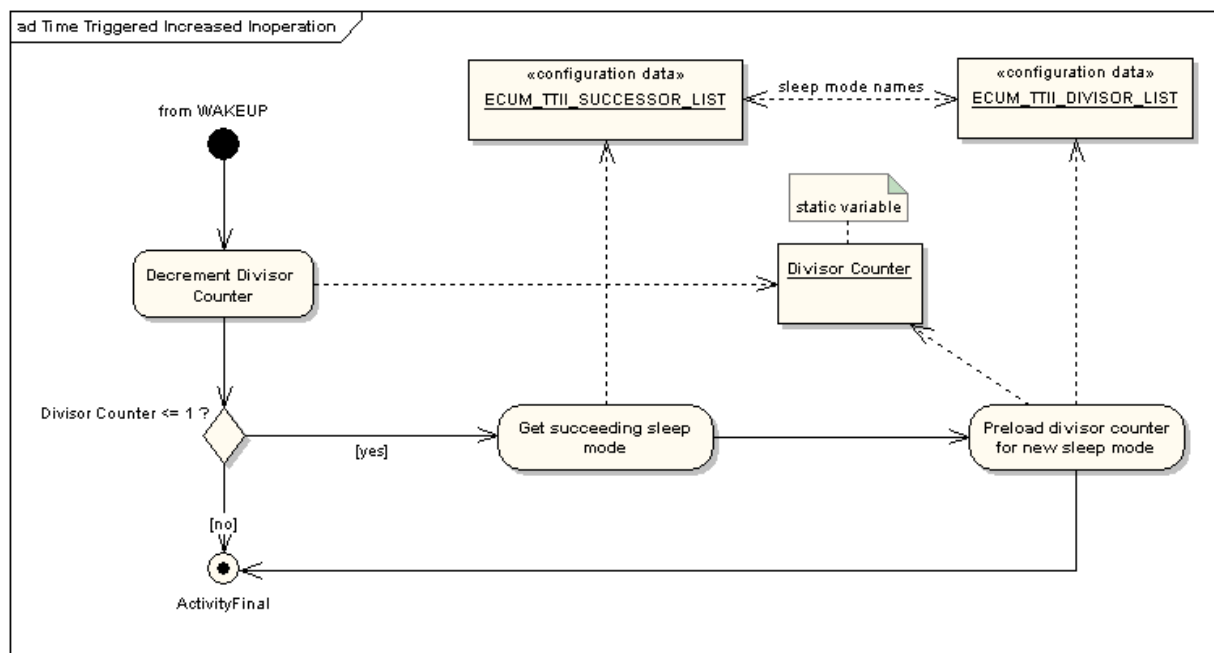 ad Time Triggered Increased Inoperation
«configuration data»
ECUM_TTII_SUCCESSOR_LIST
sleep mode names
«configuration data»
ECUM_TTII_DIVISOR_LIST
from WAKEUP
static variable
Divisor Counter
Decrement Divisor
Counter
Divisor Counter <= 1 ?
[yes]
Get succeeding sleep
mode
Preload divisor counter
for new sleep mode
[no]
ActivityFinal